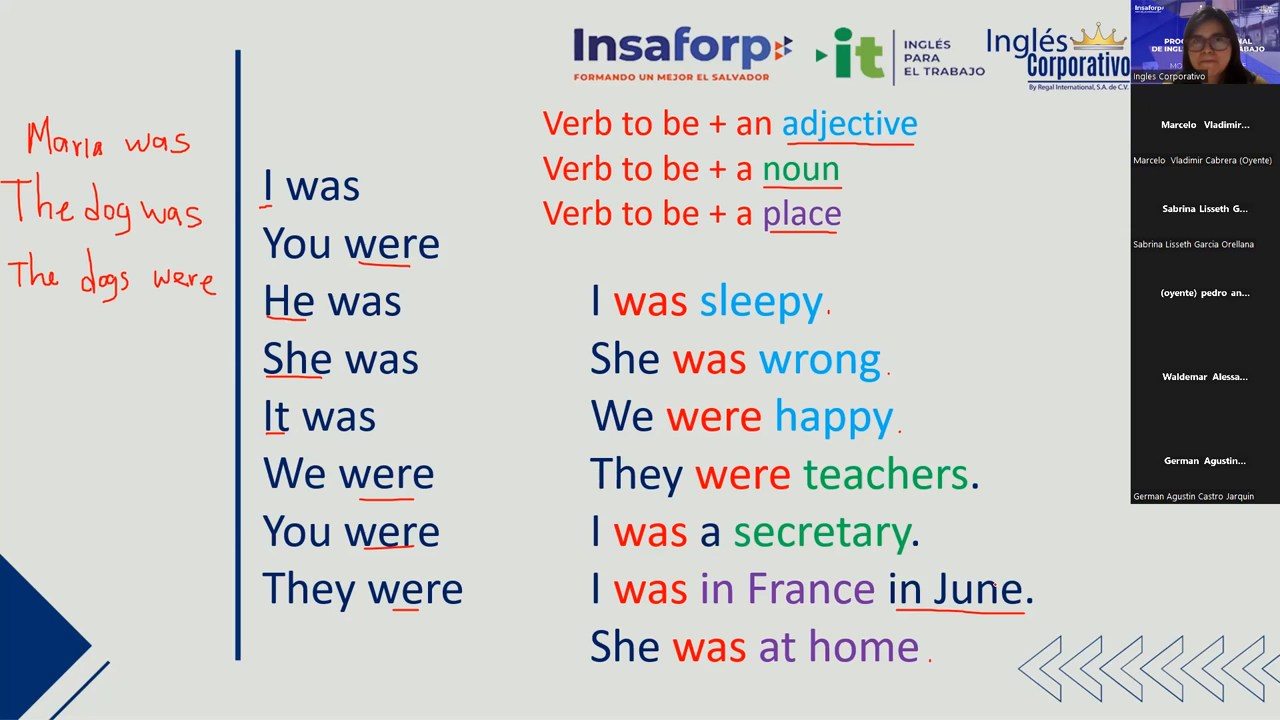 Insaforp
FORMANDO UN MEJOR EL SALVADOR
it
INGLÉS
PARA
EL TRABAJO
Inglés
Corporativo
By Regal International, S.A. de C.V.
Maria was
The dog was
The dogs were
I was
You were
He was
She was
It was
We were
You were
They were
Verb to be + an adjective
Verb to be + a noun
Verb to be + a place
I was sleepy.
She was wrong.
We were happy.
They were teachers.
I was a secretary.
I was in France in June.
She was at home.
Insaforp
Ingles Corporativo
Marcelo Vladimir...
Marcelo Vladimir Cabrera (Oyente)
Sabrina Lisseth G...
Sabrina Lisseth Garcia Orellana
(oyente) pedro an...
Waldemar Alessa...
German Agustin...
German Agustin Castro Jarquin